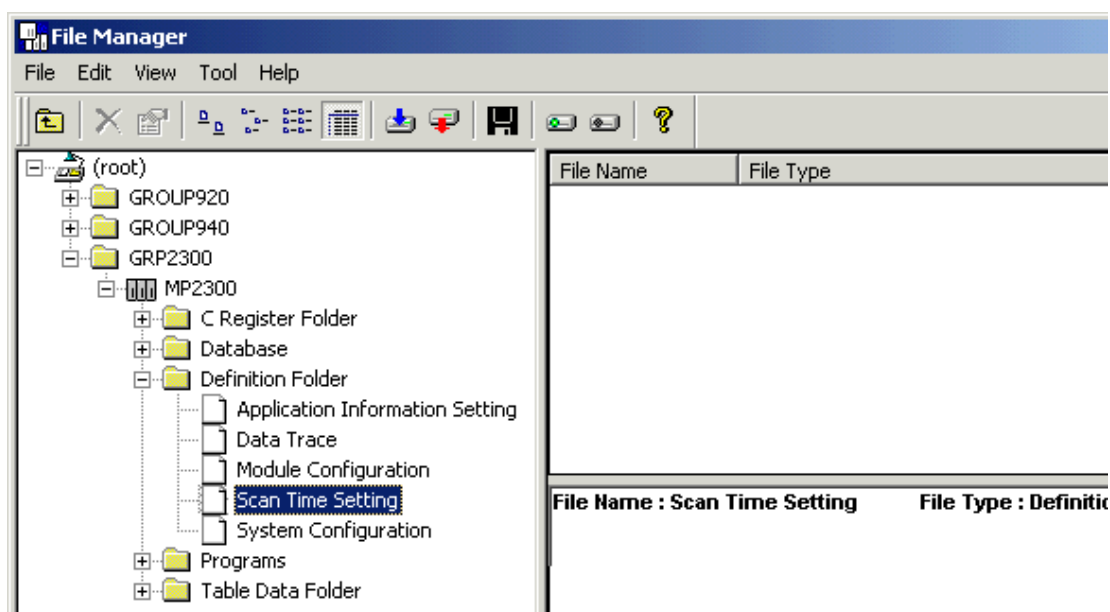 File Manager
File Edit View Tool Help
(root)
GROUP920
GROUP940
GRP2300
MP2300
C Register Folder
Database
Definition Folder
Application Information Setting
Data Trace
Module Configuration
Scan Time Setting
System Configuration
Programs
Table Data Folder
File Name File Type
File Name : Scan Time Setting File Type : Definitic